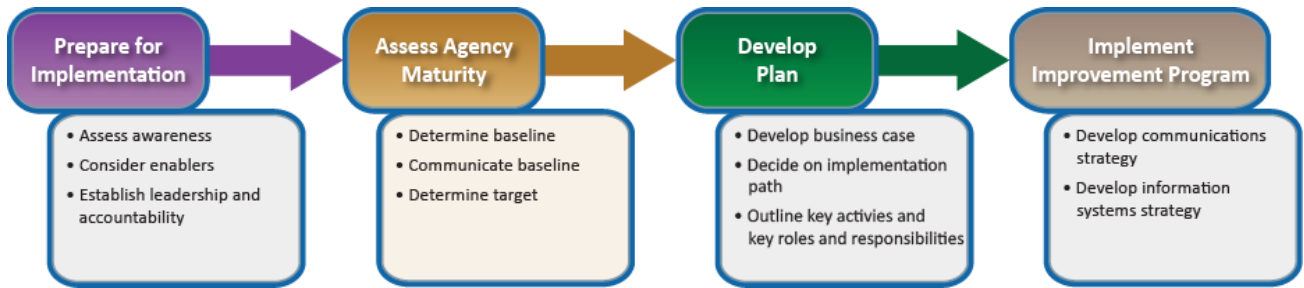 Prepare for
Implementation
• Assess awareness
• Consider enablers
• Establish leadership and
accountability
Assess Agency
Maturity
• Determine baseline
• Communicate baseline
• Determine target
Develop
Plan
• Develop business case
• Decide on implementation
path
• Outline key activies and
key roles and responsibilities
Implement
Improvement Program
• Develop communications
strategy
• Develop information
systems strategy